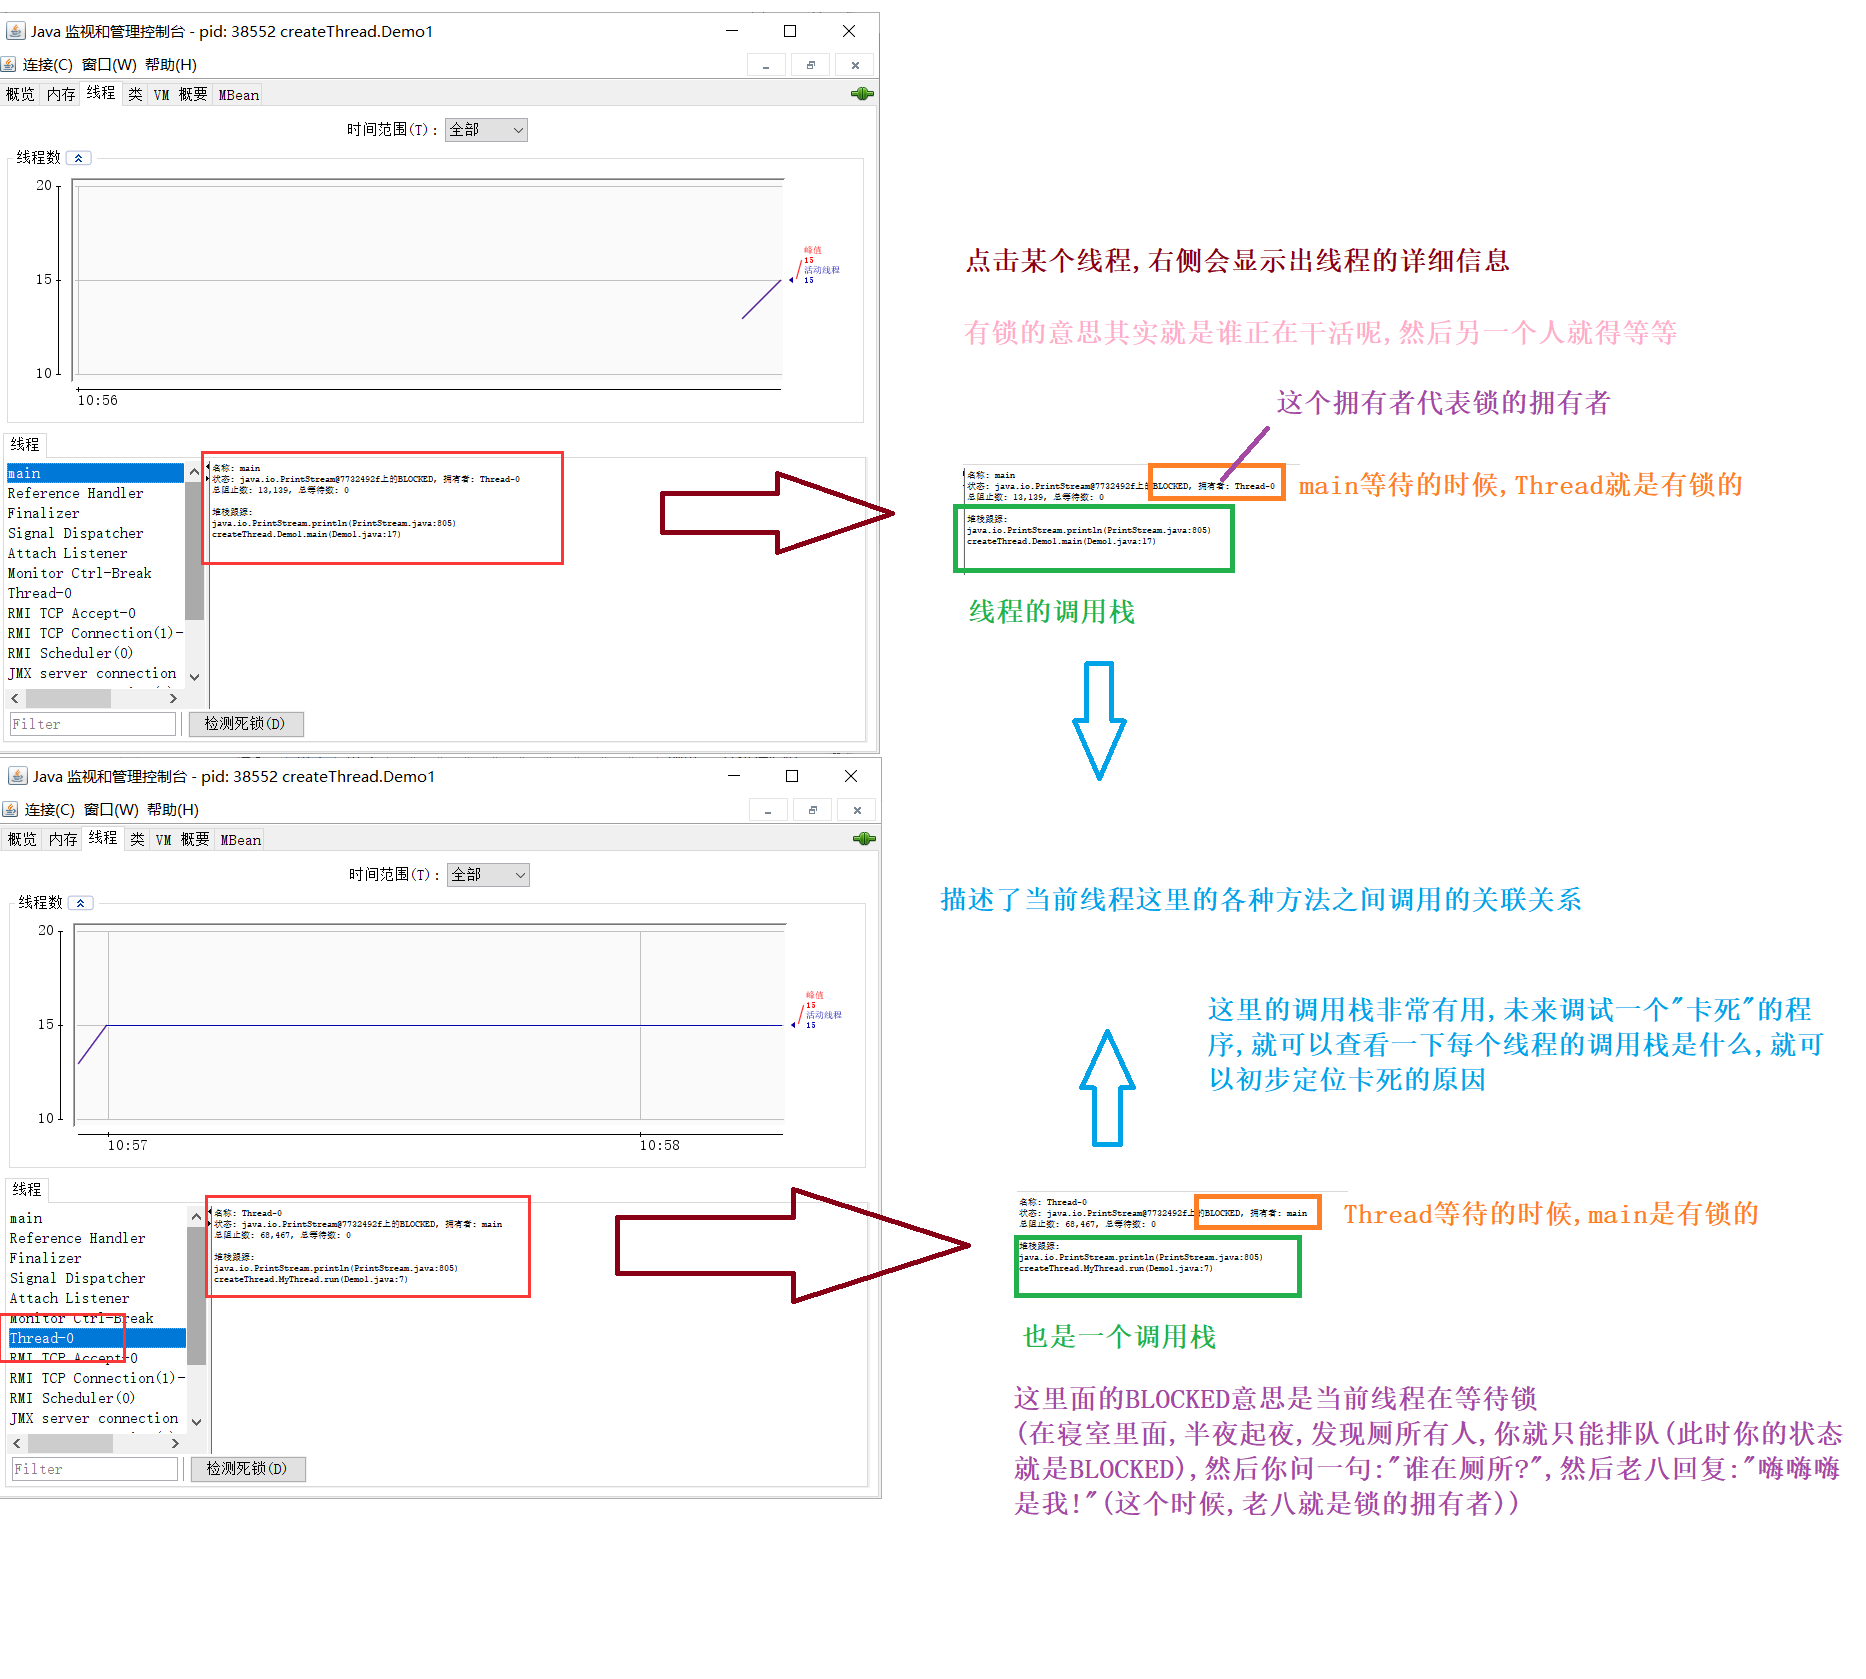 Java 监视和管理控制台 - pid: 38552 createThread.Demo1
连接(C) 窗口(W) 帮助(H)
概览 内存 线程 类 VM 概要 MBean
时间范围(T): 全部
线程数
20
15
10
10:56
峰值
15
活动线程
15
线程
main
Reference Handler
Finalizer
Signal Dispatcher
Attach Listener
Monitor Ctrl-Break
Thread-0
RMI TCP Accept-0
RMI TCP Connection(1)-
RMI Scheduler(0)
JMX server connection
名称: main
状态: java.io.PrintStream@7732492f上的BLOCKED, 拥有者: Thread-0
总阻止数: 13,139, 总等待数: 0
堆栈跟踪:
java.io.PrintStream.println(PrintStream.java:805)
createThread.Demo1.main(Demo1.java:17)
Filter
检测死锁(D)
点击某个线程,右侧会显示出线程的详细信息
有锁的意思其实就是谁正在干活呢,然后另一个人就得等等
这个拥有者代表锁的拥有者
名称: main
状态: java.io.PrintStream@7732492f上的BLOCKED, 拥有者: Thread-0
总阻止数: 13,139, 总等待数: 0
main等待的时候,Thread就是有锁的
堆栈跟踪:
java.io.PrintStream.println(PrintStream.java:805)
createThread.Demo1.main(Demo1.java:17)
线程的调用栈
Java 监视和管理控制台 - pid: 38552 createThread.Demo1
连接(C) 窗口(W) 帮助(H)
概览 内存 线程 类 VM 概要 MBean
时间范围(T): 全部
线程数
20
15
10
10:57
10:58
峰值
15
活动线程
15
线程
main
Reference Handler
Finalizer
Signal Dispatcher
Attach Listener
Monitor Ctrl-Break
Thread-0
RMI TCP Accept-0
RMI TCP Connection(1)-
RMI Scheduler(0)
JMX server connection
名称: Thread-0
状态: java.io.PrintStream@7732492f上的BLOCKED, 拥有者: main
总阻止数: 68,467, 总等待数: 0
堆栈跟踪:
java.io.PrintStream.println(PrintStream.java:805)
createThread.MyThread.run(Demo1.java:7)
Filter
检测死锁(D)
描述了当前线程这里的各种方法之间调用的关联关系
这里的调用栈非常有用,未来调试一个"卡死"的程
序,就可以查看一下每个线程的调用栈是什么,就可
以初步定位卡死的原因
名称: Thread-0
状态: java.io.PrintStream@7732492f上的BLOCKED, 拥有者: main
总阻止数: 68,467, 总等待数: 0
Thread等待的时候,main是有锁的
堆栈跟踪:
java.io.PrintStream.println(PrintStream.java:805)
createThread.MyThread.run(Demo1.java:7)
也是一个调用栈
这里面的BLOCKED意思是当前线程在等待锁
(在寝室里面,半夜起夜,发现厕所有人,你就只能排队(此时你的状态
就是BLOCKED),然后你问一句:"谁在厕所?",然后老八回复:"嗨嗨嗨
是我!"(这个时候,老八就是锁的拥有者))